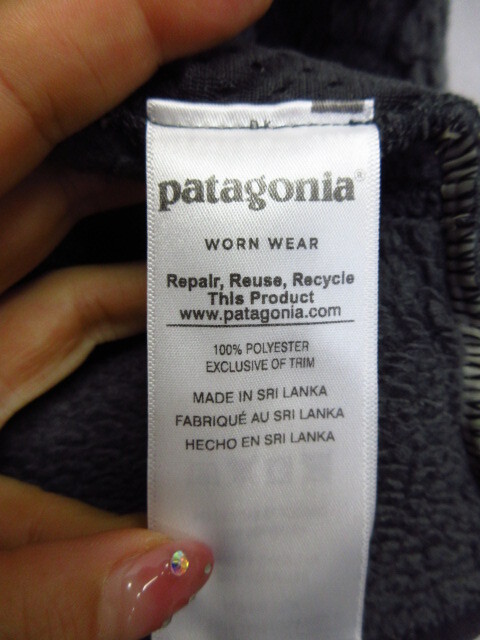 patagonia®
WORN WEAR
Repair, Reuse, Recycle
This Product
www.patagonia.com
100% POLYESTER
EXCLUSIVE OF TRIM
MADE IN SRI LANKA
FABRIQUÉ AU SRI LANKA
HECHO EN SRI LANKA